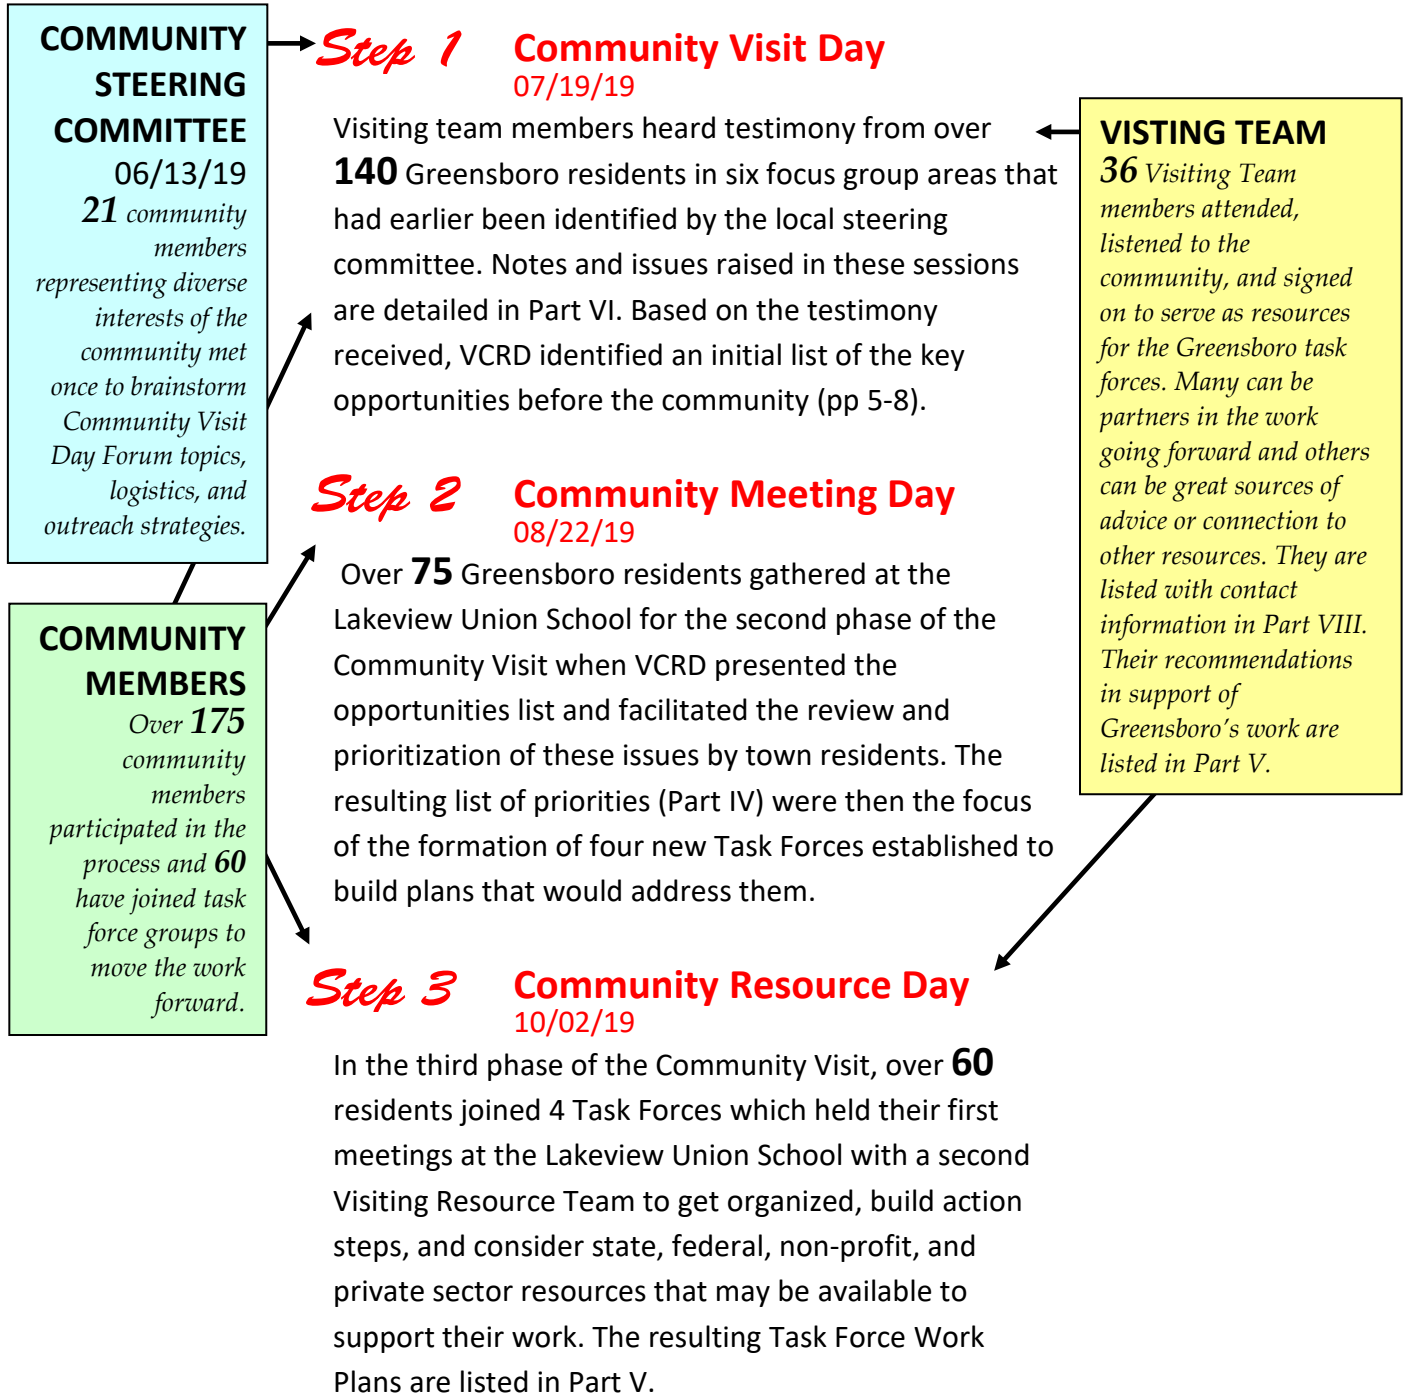 COMMUNITY
STEERING
COMMITTEE
06/13/19
21 community
members
representing diverse
interests of the
community met
once to brainstorm
Community Visit
Day Forum topics,
logistics, and
outreach strategies.
COMMUNITY
MEMBERS
Over 175
community
members
participated in the
process and 60
have joined task
force groups to
move the work
forward.
Step 1 Community Visit Day
07/19/19
Visiting team members heard testimony from over
140 Greensboro residents in six focus group areas that
had earlier been identified by the local steering
committee. Notes and issues raised in these sessions
are detailed in Part VI. Based on the testimony
received, VCRD identified an initial list of the key
opportunities before the community (pp 5-8).
Step 2 Community Meeting Day
08/22/19
Over 75 Greensboro residents gathered at the
Lakeview Union School for the second phase of the
Community Visit when VCRD presented the
opportunities list and facilitated the review and
prioritization of these issues by town residents. The
resulting list of priorities (Part IV) were then the focus
of the formation of four new Task Forces established to
build plans that would address them.
Step 3 Community Resource Day
10/02/19
In the third phase of the Community Visit, over 60
residents joined 4 Task Forces which held their first
meetings at the Lakeview Union School with a second
Visiting Resource Team to get organized, build action
steps, and consider state, federal, non-profit, and
private sector resources that may be available to
support their work. The resulting Task Force Work
Plans are listed in Part V.
VISTING TEAM
36 Visiting Team
members attended,
listened to the
community, and signed
on to serve as resources
for the Greensboro task
forces. Many can be
partners in the work
going forward and others
can be great sources of
advice or connection to
other resources. They are
listed with contact
information in Part VIII.
Their recommendations
in support of
Greensboro’s work are
listed in Part V.